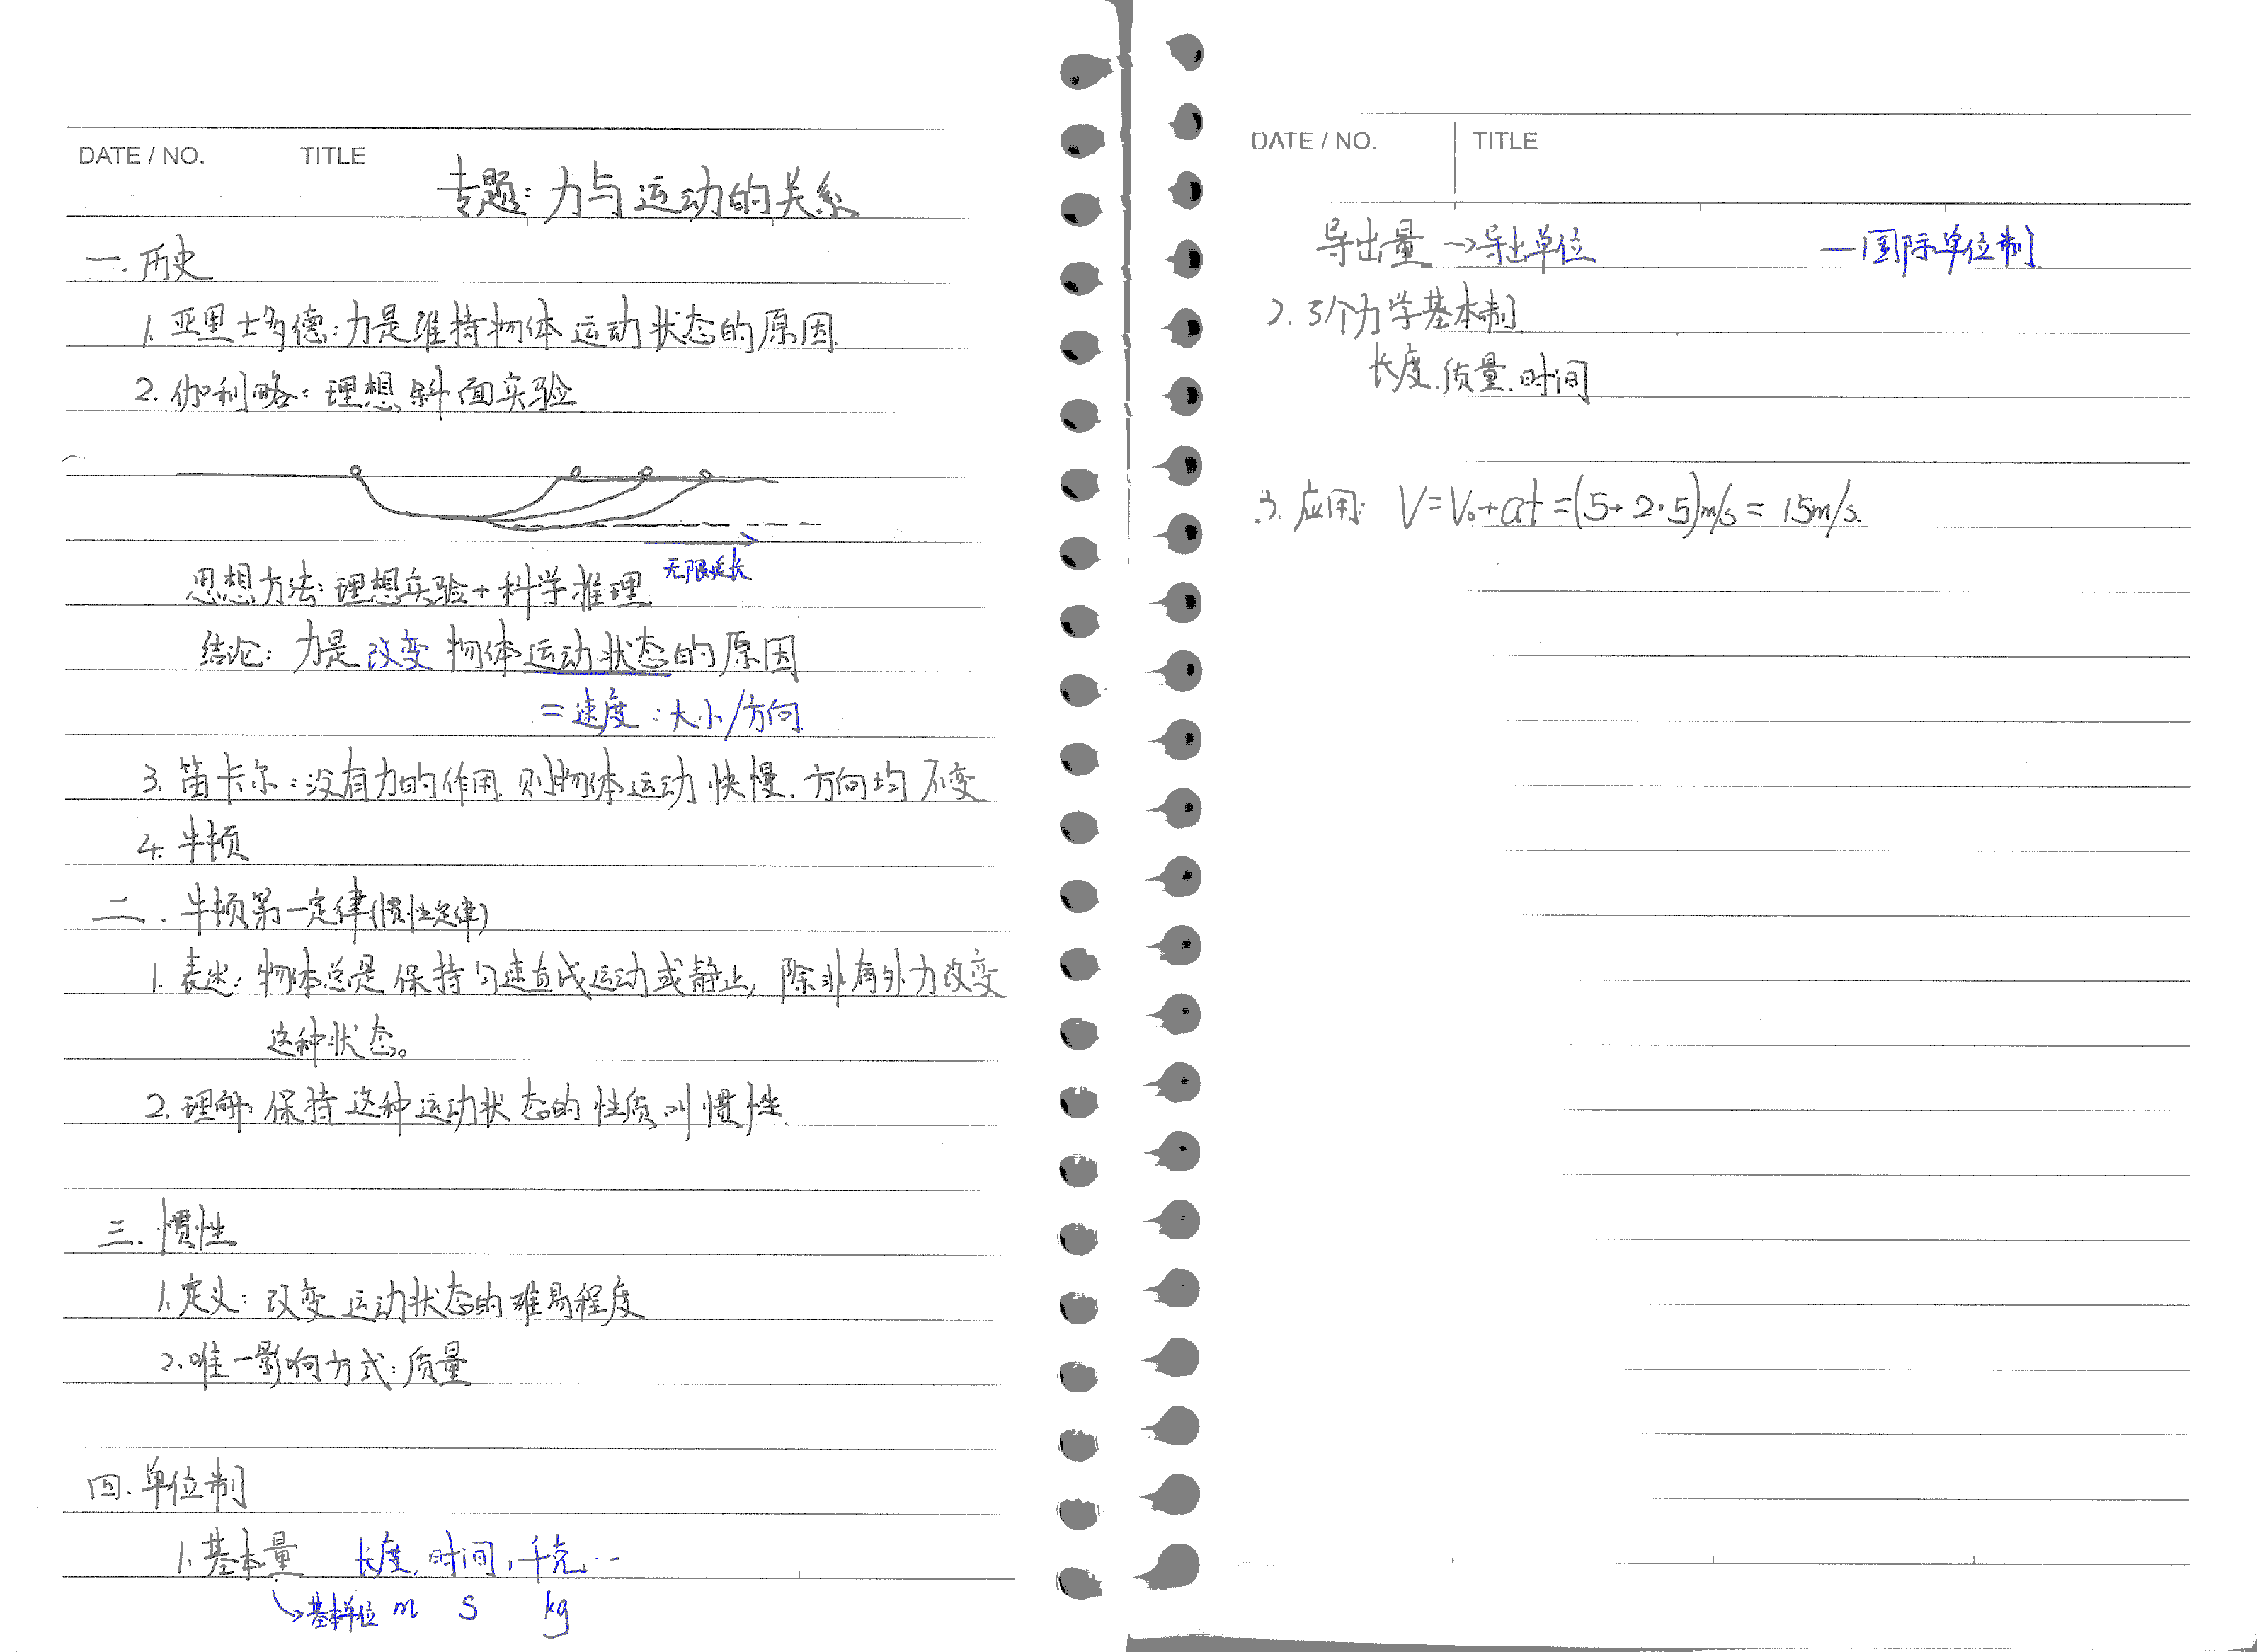 DATE / NO.
TITLE
专题：力与运动的关系
一. 历史
1. 亚里士多德：力是维持物体运动状态的原因.
2. 伽利略：理想斜面实验
无限延长
思想方法：理想实验+科学推理
结论：力是改变物体运动状态的原因
=速度：大小/方向
3. 笛卡尔：没有力的作用.则物体运动快慢.方向均不变
4. 牛顿
二. 牛顿第一定律(惯性定律)
1. 表述：物体总是保持匀速直线运动或静止，除非有外力改变
这种状态。
2. 理解：保持这种运动状态的性质叫惯性.
三. 惯性
1. 定义：改变运动状态的难易程度
2. 唯一影响方式：质量
四. 单位制
1. 基本量 长度,时间,千克,…
→基本单位 m s kg
DATE / NO.
TITLE
导出量 →导出单位 —国际单位制
2. 3个力学基本制
长度.质量.时间
3. 应用: V=V₀+at=(5+2·5)m/s=15m/s.